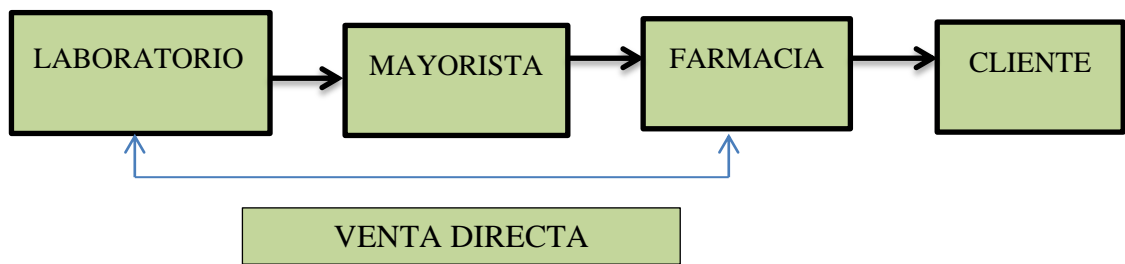 LABORATORIO
MAYORISTA
FARMACIA
CLIENTE
VENTA DIRECTA